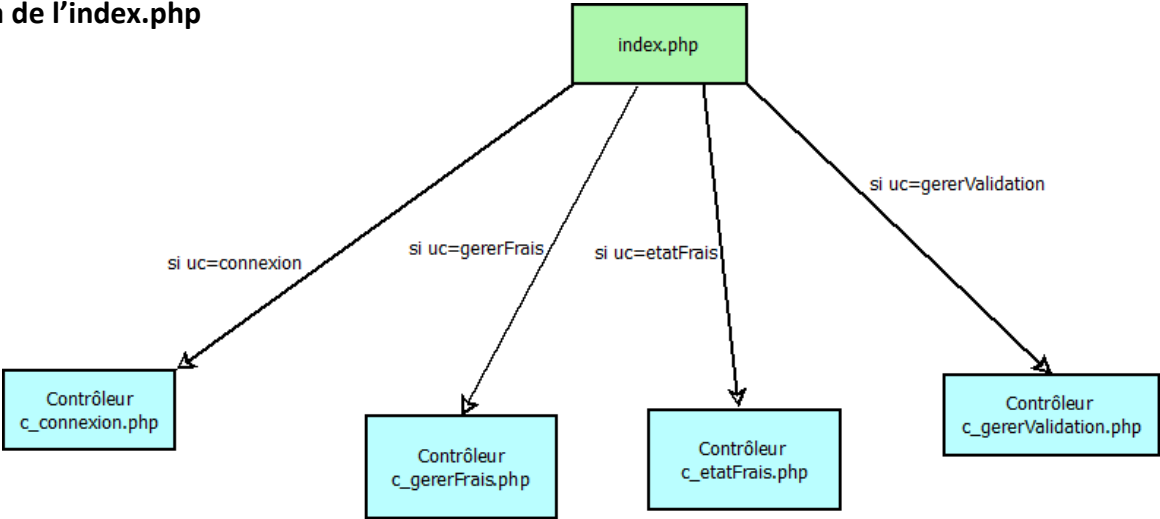 de l’index.php
index.php
si uc=gererValidation
si uc=gererFrais
si uc=etatFrais
si uc=connexion
Contrôleur
c_connexion.php
Contrôleur
c_gererFrais.php
Contrôleur
c_etatFrais.php
Contrôleur
c_gererValidation.php